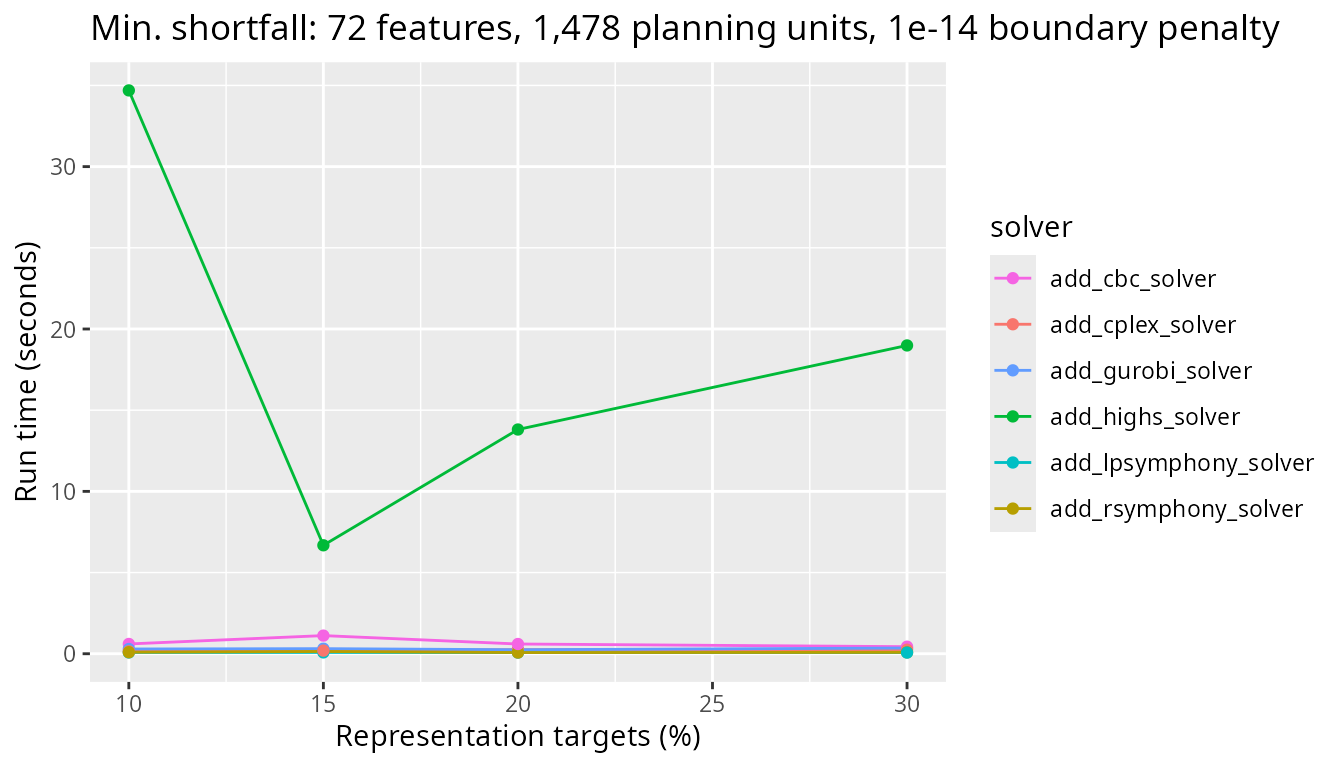 Min. shortfall: 72 features, 1,478 planning units, 1e-14 boundary penalty
Run time (seconds)
30
20
10
0
10
15
20
25
30
Representation targets (%)
solver
add_cbc_solver
add_cplex_solver
add_gurobi_solver
add_highs_solver
add_lpsymphony_solver
add_rsymphony_solver